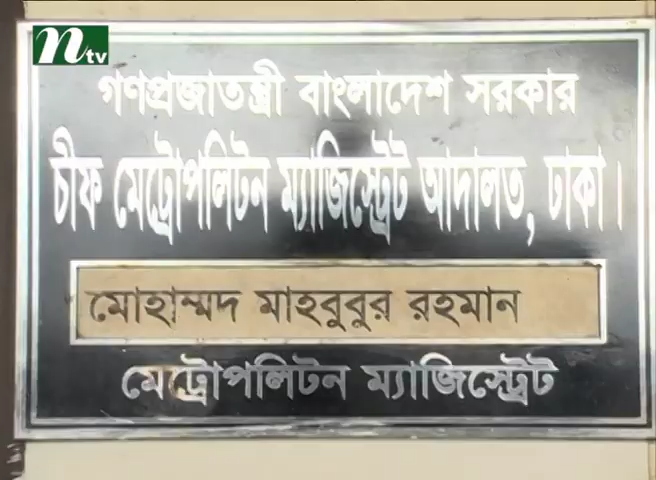 ntv
গণপ্রজাতন্ত্রী বাংলাদেশ সরকার
চীফ মেট্রোপলিটন ম্যাজিস্ট্রেট আদালত, ঢাকা।
মোহাম্মদ মাহবুবুর রহমান
মেট্রোপলিটন ম্যাজিস্ট্রেট